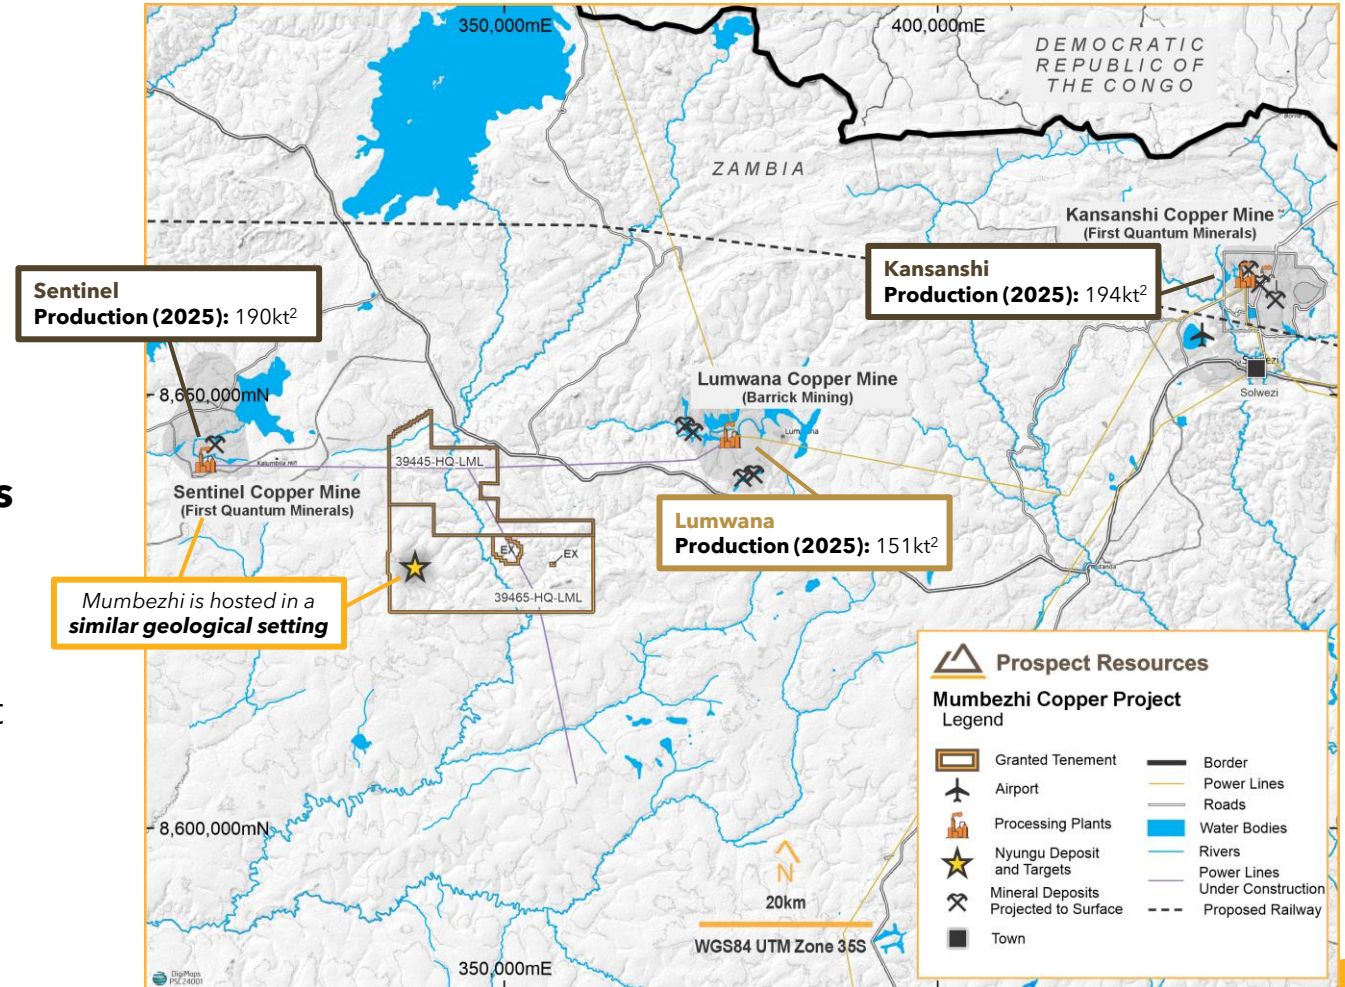 350,000mE
400,000mE
DEMOCRATIC
REPUBLIC OF
THE CONGO
ZAMBIA
Kansanshi Copper Mine
(First Quantum Minerals)
Kansanshi
Production (2025): 194kt²
Sentinel
Production (2025): 190kt²
8,650,000mN
Lumwana Copper Mine
(Barrick Mining)
Solwezi
39445-HQ-LML
Sentinel Copper Mine
(First Quantum Minerals)
s
Lumwana
Production (2025): 151kt²
EX
EX
39465-HQ-LML
Mumbezhi is hosted in a
similar geological setting
t
8,600,000mN
N
20km
WGS84 UTM Zone 35S
350,000mE
DigiMaps
Prospect Resources
Mumbezhi Copper Project
Legend
Granted Tenement
Airport
Processing Plants
Nyungu Deposit
and Targets
Mineral Deposits
Projected to Surface
Town
Border
Power Lines
Roads
Water Bodies
Rivers
Power Lines
Under Construction
Proposed Railway